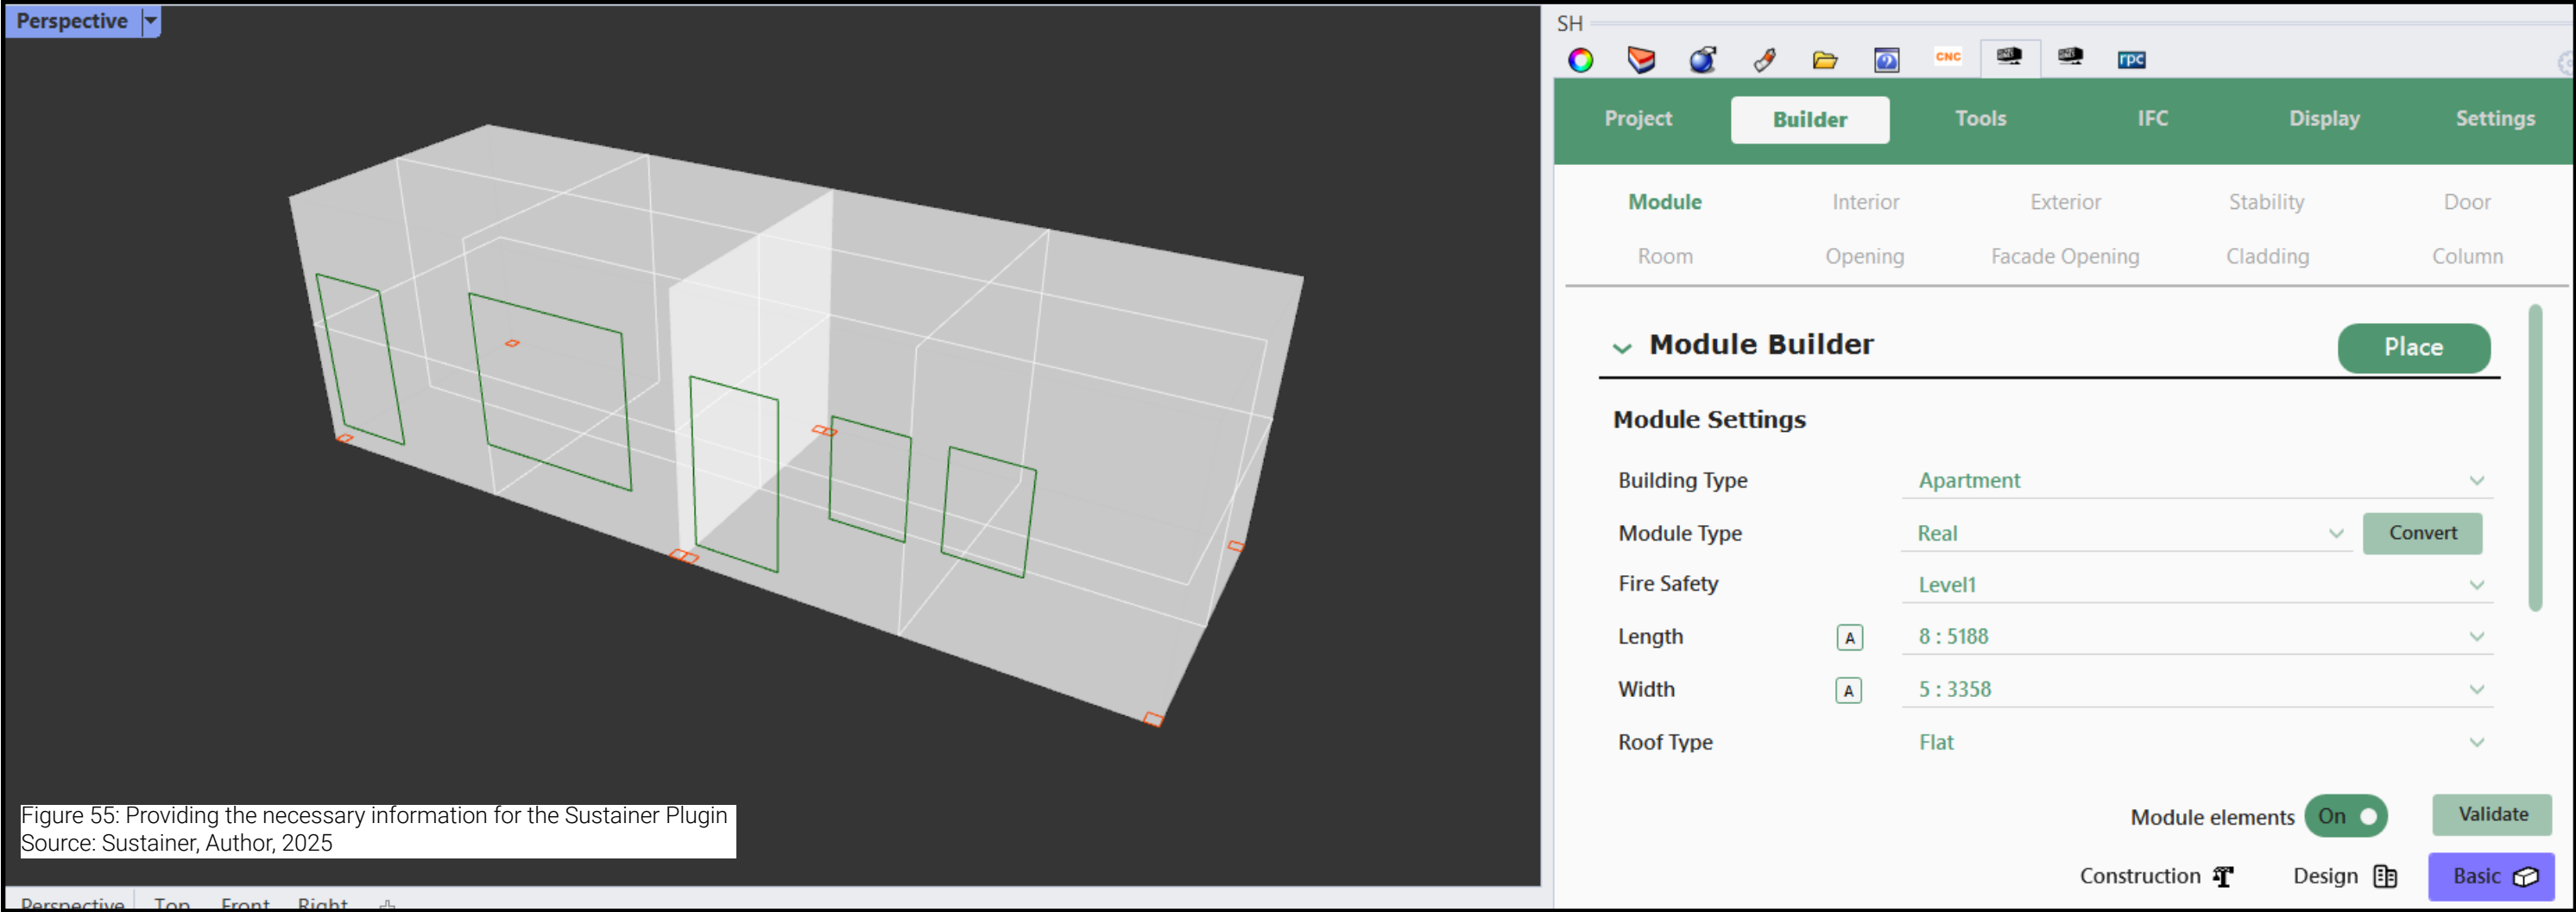 Perspective
SH
CNC
rpc
Project Builder Tools IFC Display Settings
Module Interior Exterior Stability Door
Room Opening Facade Opening Cladding Column
Module Builder Place
Module Settings
Building Type Apartment
Module Type Real Convert
Fire Safety Level1
Length A 8 : 5188
Width A 5 : 3358
Roof Type Flat
Module elements On Validate
Construction Design Basic
Figure 55: Providing the necessary information for the Sustainer Plugin
Source: Sustainer, Author, 2025
Perspective Top Front Right